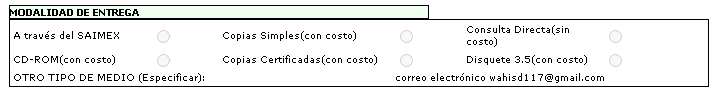 MODALIDAD DE ENTREGA
A través del SAIMEX
Copias Simples(con costo)
Consulta Directa(sin
costo)
CD-ROM(con costo)
Copias Certificadas(con costo)
Disquete 3.5(con costo)
OTRO TIPO DE MEDIO (Especificar):
correo electrónico wahisd117@gmail.com